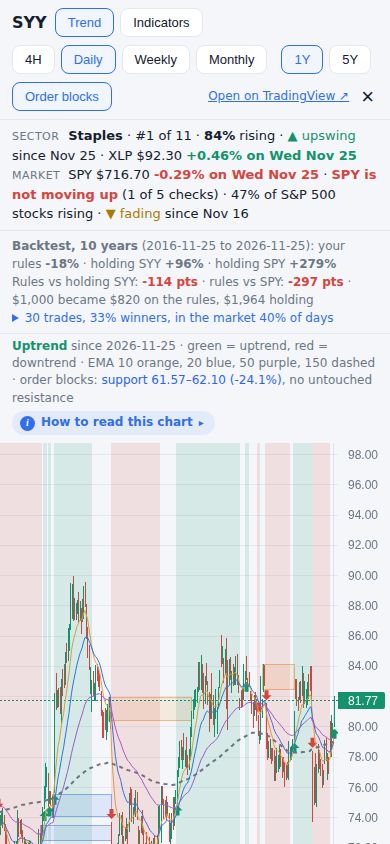 SYY Trend Indicators
4H Daily Weekly Monthly 1Y 5Y
Order blocks Open on TradingView ↗ ✕
SECTOR Staples · #1 of 11 · 84% rising · ▲ upswing
since Nov 25 · XLP $92.30 +0.46% on Wed Nov 25
MARKET SPY $716.70 -0.29% on Wed Nov 25 · SPY is
not moving up (1 of 5 checks) · 47% of S&P 500
stocks rising · ▼ fading since Nov 16
Backtest, 10 years (2016-11-25 to 2026-11-25): your
rules -18% · holding SYY +96% · holding SPY +279%
Rules vs holding SYY: -114 pts · rules vs SPY: -297 pts ·
$1,000 became $820 on the rules, $1,964 holding
▶ 30 trades, 33% winners, in the market 40% of days
Uptrend since 2026-11-25 · green = uptrend, red =
downtrend · EMA 10 orange, 20 blue, 50 purple, 150 dashed
· order blocks: support 61.57–62.10 (-24.1%), no untouched
resistance
i How to read this chart ▸
98.00
96.00
94.00
92.00
90.00
88.00
86.00
84.00
81.77
80.00
78.00
76.00
74.00